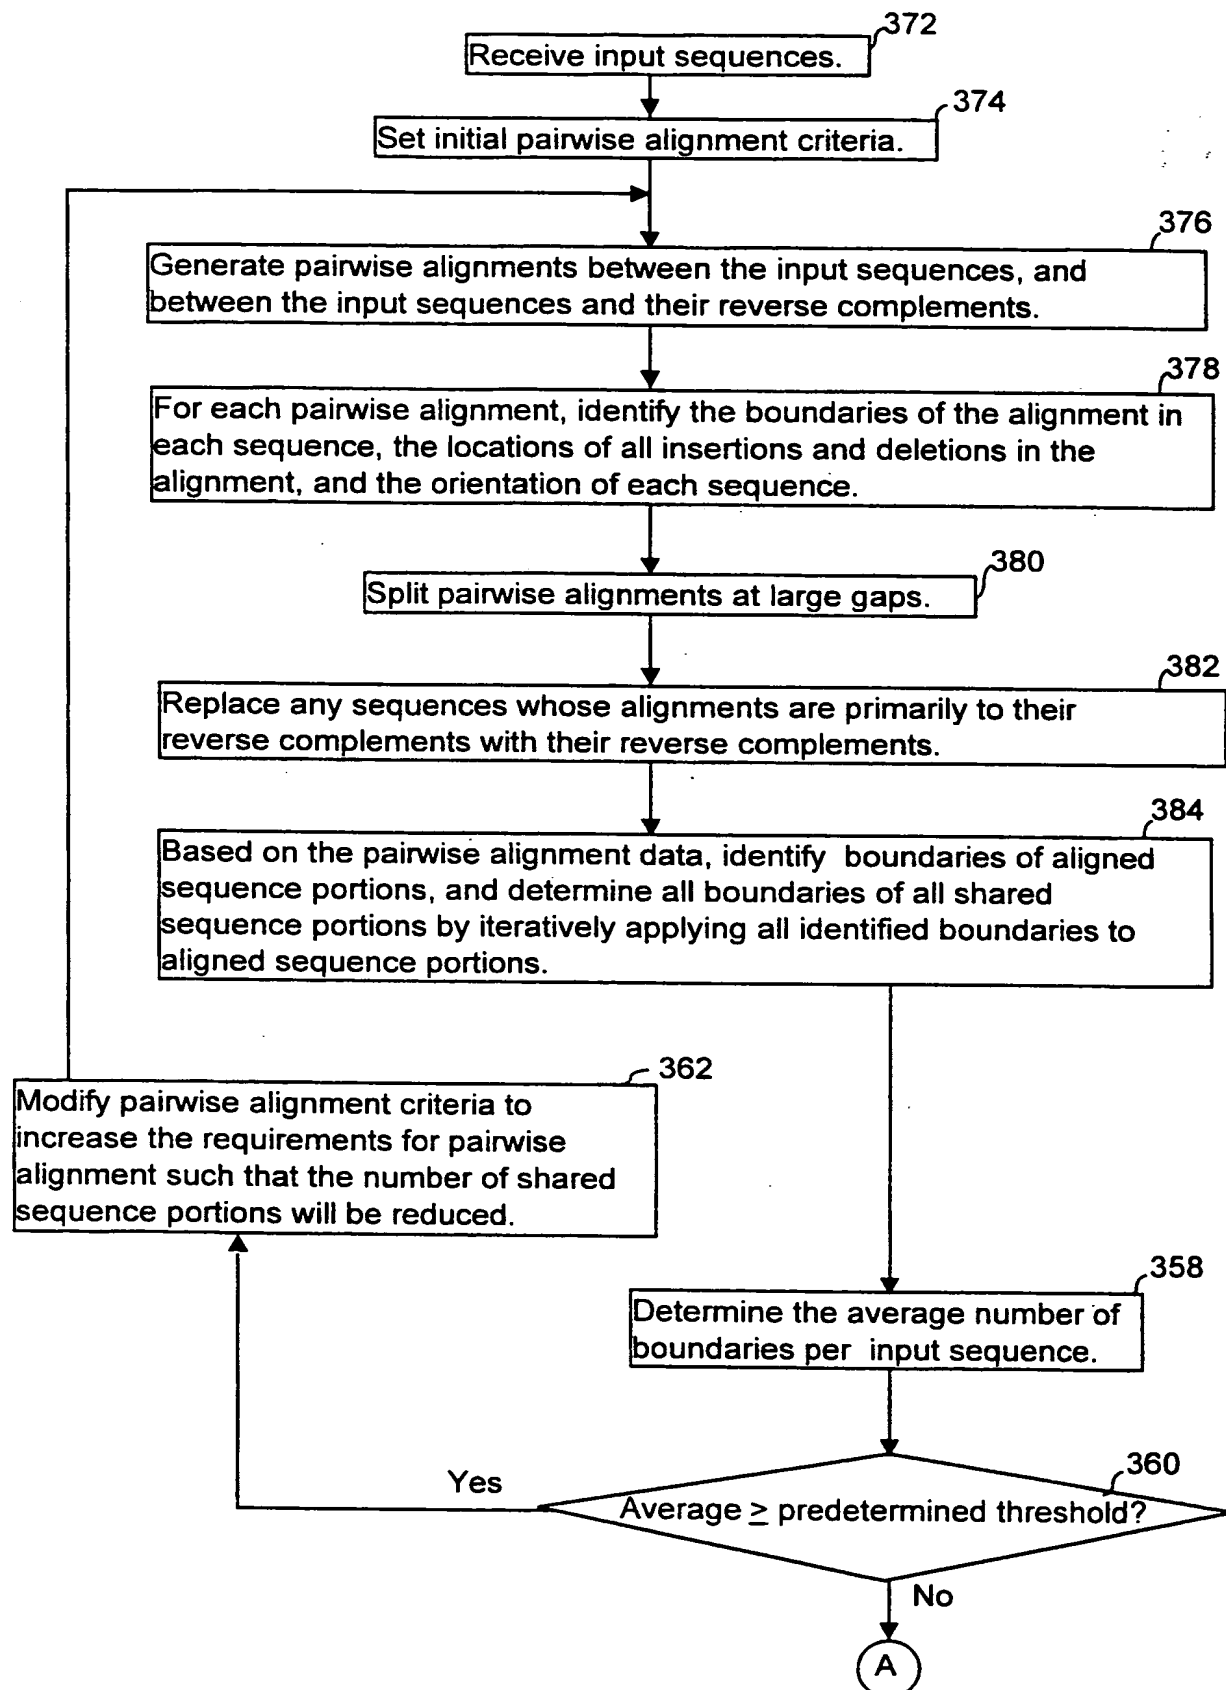 372
Receive input sequences.
374
Set initial pairwise alignment criteria.
376
Generate pairwise alignments between the input sequences, and
between the input sequences and their reverse complements.
378
For each pairwise alignment, identify the boundaries of the alignment in
each sequence, the locations of all insertions and deletions in the
alignment, and the orientation of each sequence.
380
Split pairwise alignments at large gaps.
382
Replace any sequences whose alignments are primarily to their
reverse complements with their reverse complements.
384
Based on the pairwise alignment data, identify boundaries of aligned
sequence portions, and determine all boundaries of all shared
sequence portions by iteratively applying all identified boundaries to
aligned sequence portions.
362
Modify pairwise alignment criteria to
increase the requirements for pairwise
alignment such that the number of shared
sequence portions will be reduced.
358
Determine the average number of
boundaries per input sequence.
360
Yes
Average ≥ predetermined threshold?
No
A